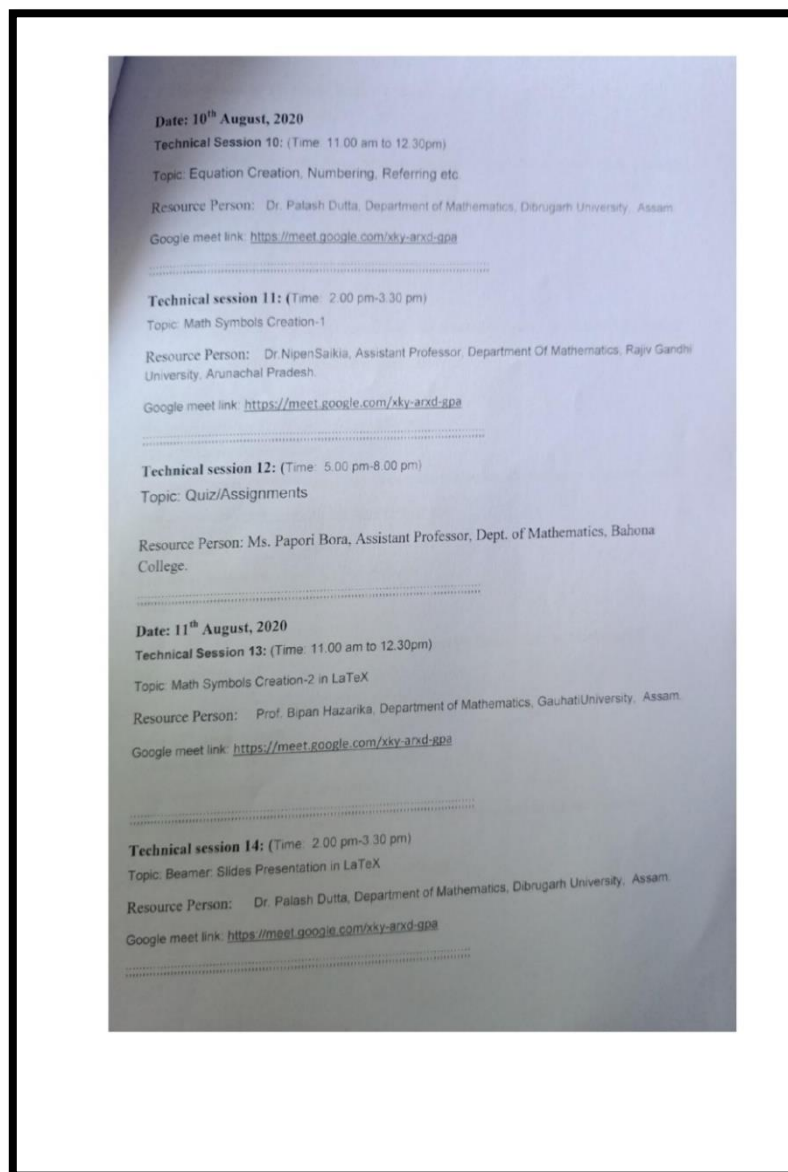 Date: 10th August, 2020
Technical Session 10: (Time: 11.00 am to 12.30pm)
Topic: Equation Creation, Numbering, Referring etc.
Resource Person: Dr. Palash Dutta, Department of Mathematics, Dibrugarh University, Assam.
Google meet link: https://meet.google.com/xky-arxd-gpa
Technical session 11: (Time: 2.00 pm-3.30 pm)
Topic: Math Symbols Creation-1
Resource Person: Dr.NipenSaikia, Assistant Professor, Department Of Mathematics, Rajiv Gandhi
University, Arunachal Pradesh.
Google meet link: https://meet.google.com/xky-arxd-gpa
Technical session 12: (Time: 5.00 pm-8.00 pm)
Topic: Quiz/Assignments
Resource Person: Ms. Papori Bora, Assistant Professor, Dept. of Mathematics, Bahona
College.
Date: 11th August, 2020
Technical Session 13: (Time: 11.00 am to 12.30pm)
Topic: Math Symbols Creation-2 in LaTeX
Resource Person: Prof. Bipan Hazarika, Department of Mathematics, GauhatiUniversity, Assam.
Google meet link: https://meet.google.com/xky-arxd-gpa
Technical session 14: (Time: 2.00 pm-3.30 pm)
Topic: Beamer: Slides Presentation in LaTeX
Resource Person: Dr. Palash Dutta, Department of Mathematics, Dibrugarh University, Assam.
Google meet link: https://meet.google.com/xky-arxd-gpa